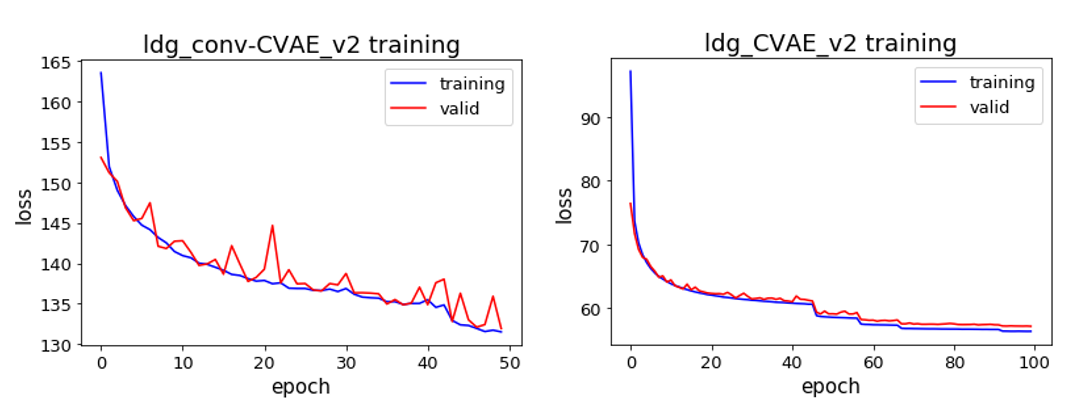 ldg_conv-CVAE_v2 training
165
160
155
150
145
140
135
130
loss
training
valid
0
10
20
30
40
50
epoch
ldg_CVAE_v2 training
90
80
70
60
loss
training
valid
0
20
40
60
80
100
epoch